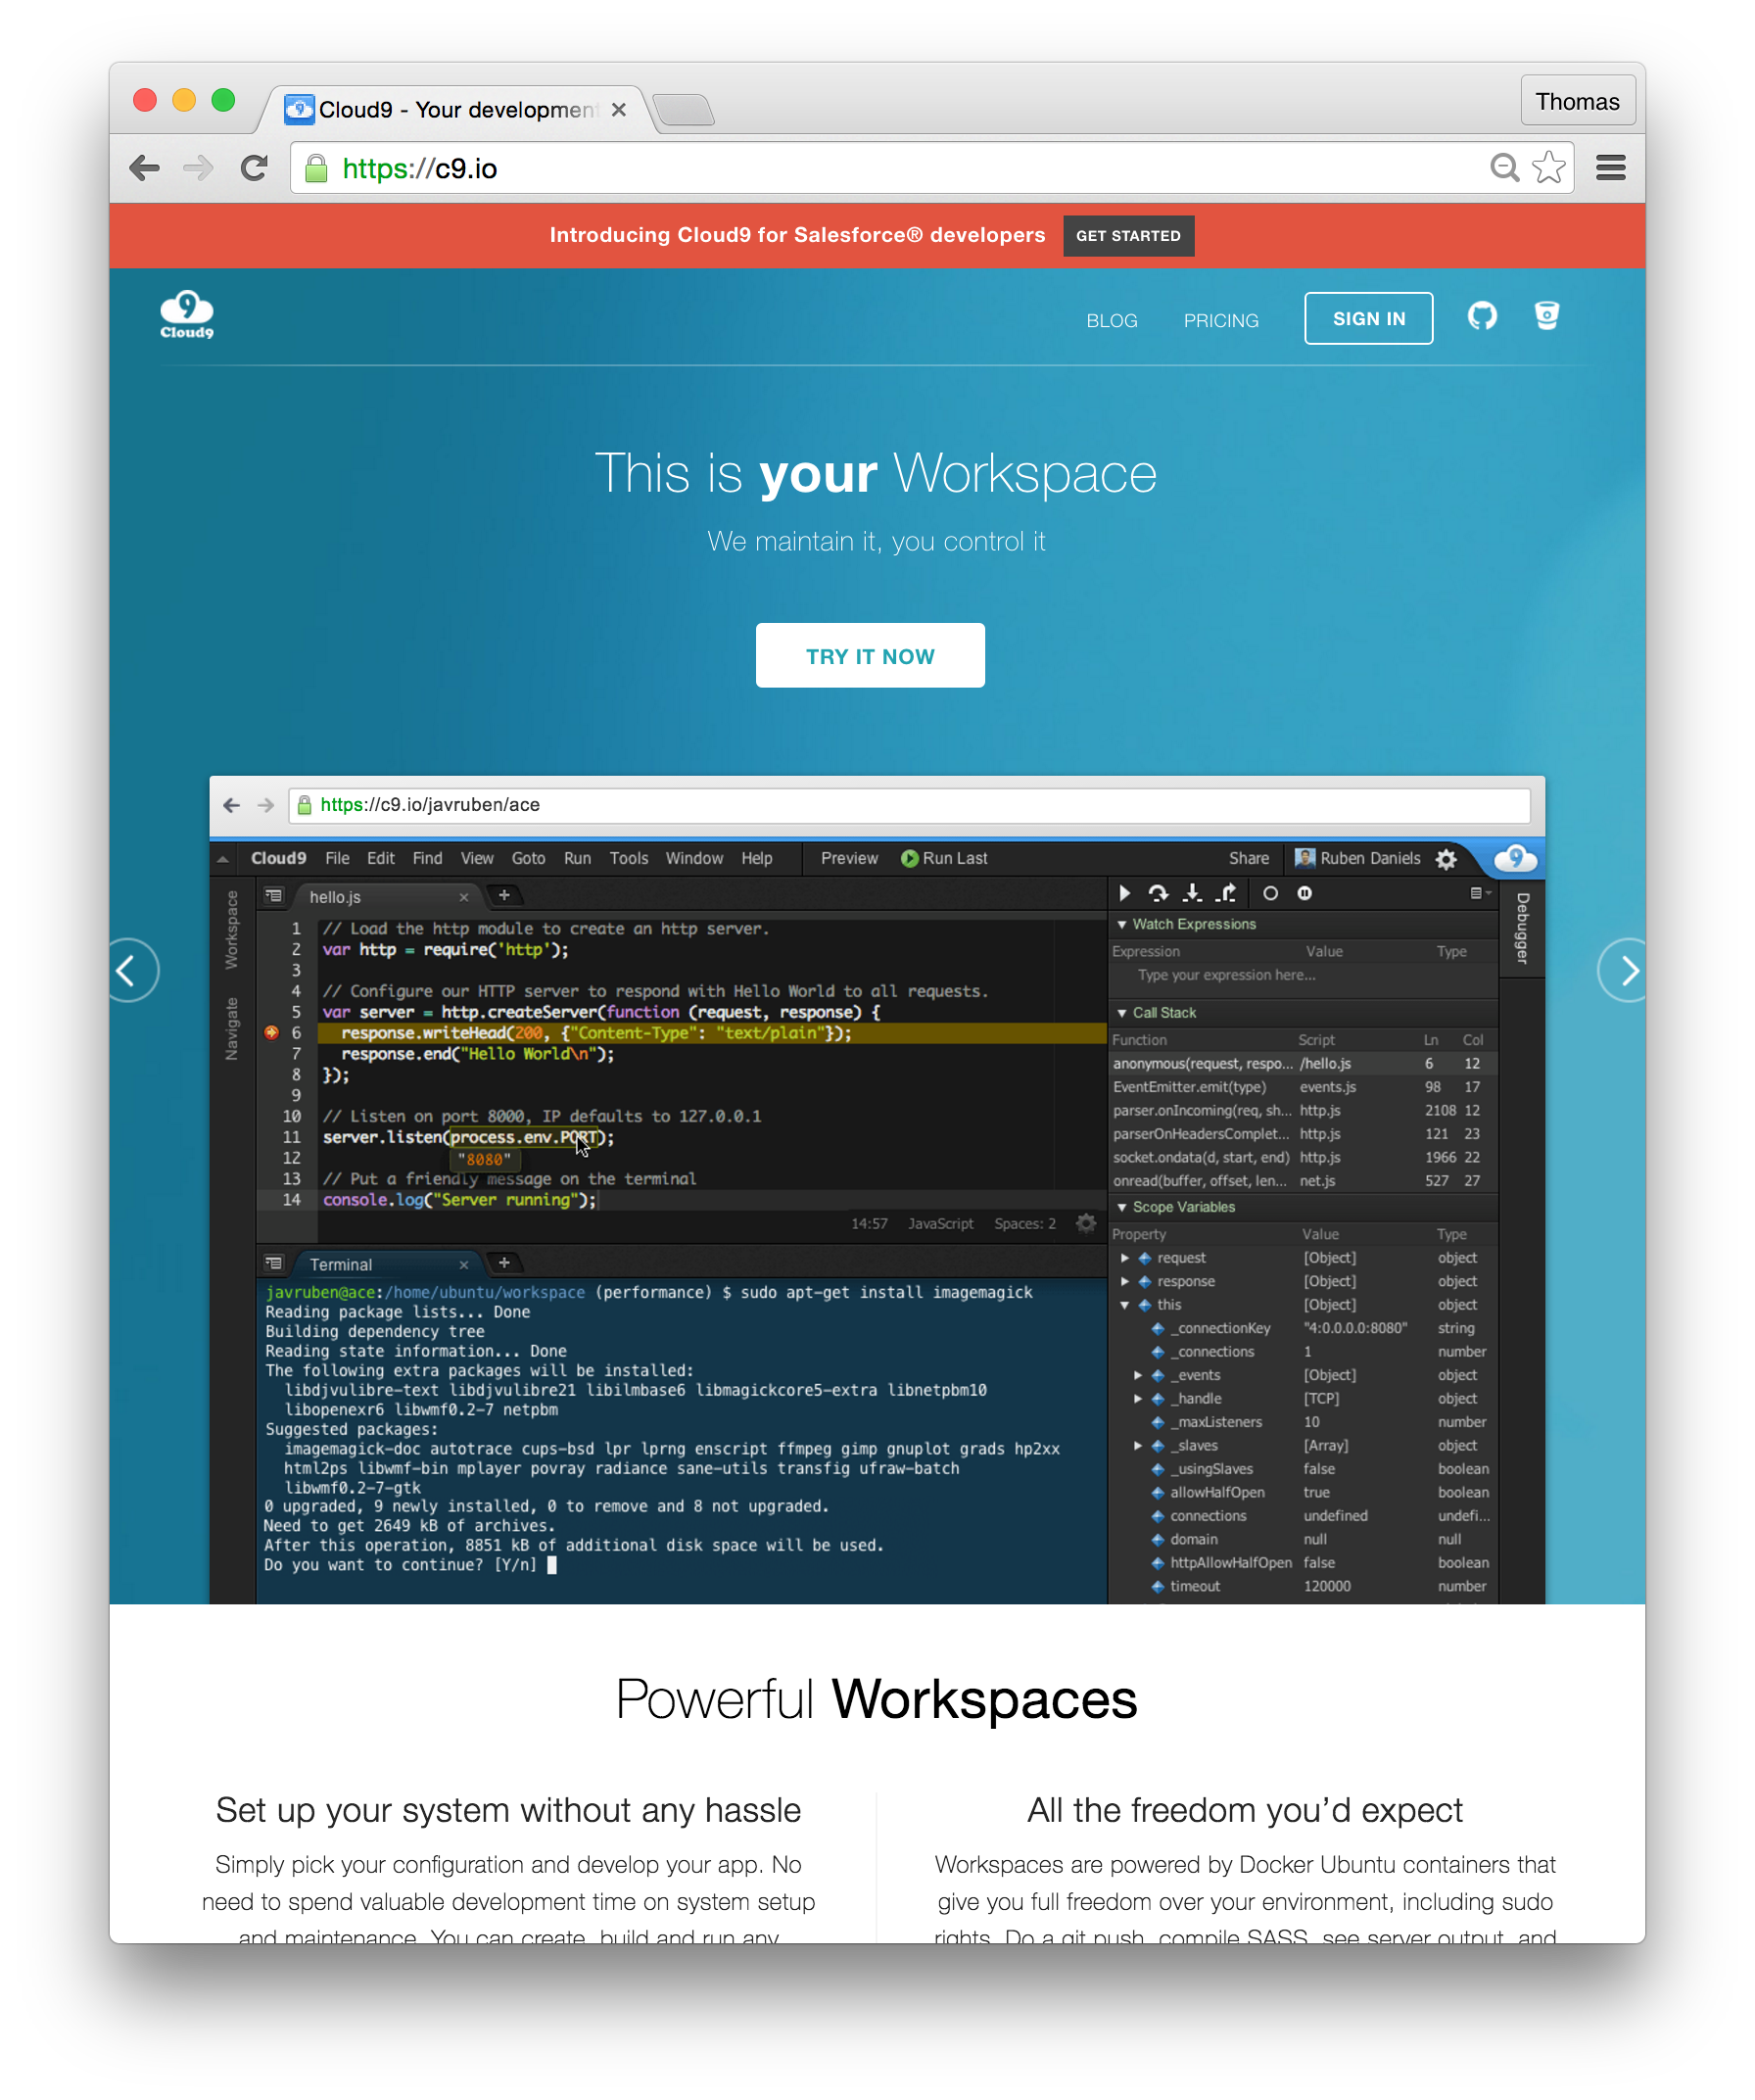 Cloud9 - Your development
Thomas
https://c9.io
Introducing Cloud9 for Salesforce® developers
GET STARTED
9
Cloud9
BLOG
PRICING
SIGN IN
This is your Workspace
We maintain it, you control it
TRY IT NOW
https://c9.io/javruben/ace
Cloud9 File Edit Find View Goto Run Tools Window Help Preview Run Last Share Ruben Daniels
9
Workspace
Navigate
hello.js
1 // Load the http module to create an http server.
2 var http = require('http');
3
4 // Configure our HTTP server to respond with Hello World to all requests.
5 var server = http.createServer(function (request, response) {
6 response.writeHead(200, {"Content-Type": "text/plain"});
7 response.end("Hello World\n");
8 });
9
10 // Listen on port 8000, IP defaults to 127.0.0.1
11 server.listen(process.env.PORT);
12
"8080"
13 // Put a friendly message on the terminal
14 console.log("Server running");
14:57 JavaScript Spaces: 2
Terminal
javruben@ace:/home/ubuntu/workspace (performance) $ sudo apt-get install imagemagick
Reading package lists... Done
Building dependency tree
Reading state information... Done
The following extra packages will be installed:
libdjvulibre-text libdjvulibre21 libilmbase6 libmagickcore5-extra libnetpbm10
libopenexr6 libwmf0.2-7 netpbm
Suggested packages:
imagemagick-doc autotrace cups-bsd lpr lprng enscript ffmpeg gimp gnuplot grads hp2xx
html2ps libwmf-bin mplayer povray radiance sane-utils transfig ufraw-batch
libwmf0.2-7-gtk
0 upgraded, 9 newly installed, 0 to remove and 8 not upgraded.
Need to get 2649 kB of archives.
After this operation, 8851 kB of additional disk space will be used.
Do you want to continue? [Y/n]
Debugger
Watch Expressions
Expression Value Type
Type your expression here...
Call Stack
Function Script Ln Col
anonymous(request, respo... /hello.js 6 12
EventEmitter.emit(type) events.js 98 17
parser.onIncoming(req, sh... http.js 2108 12
parserOnHeadersComplet... http.js 121 23
socket.ondata(d, start, end) http.js 1966 22
onread(buffer, offset, len... net.js 527 27
Scope Variables
Property Value Type
request [Object] object
response [Object] object
this [Object] object
_connectionKey "4:0.0.0.0:8080" string
_connections 1 number
_events [Object] object
_handle [TCP] object
_maxListeners 10 number
_slaves [Array] object
_usingSlaves false boolean
allowHalfOpen true boolean
connections undefined undefi...
domain null null
httpAllowHalfOpen false boolean
timeout 120000 number
Powerful Workspaces
Set up your system without any hassle
Simply pick your configuration and develop your app. No
need to spend valuable development time on system setup
and maintenance. You can create, build and run any
All the freedom you'd expect
Workspaces are powered by Docker Ubuntu containers that
give you full freedom over your environment, including sudo
rights. Do a git push, compile SASS, see server output, and